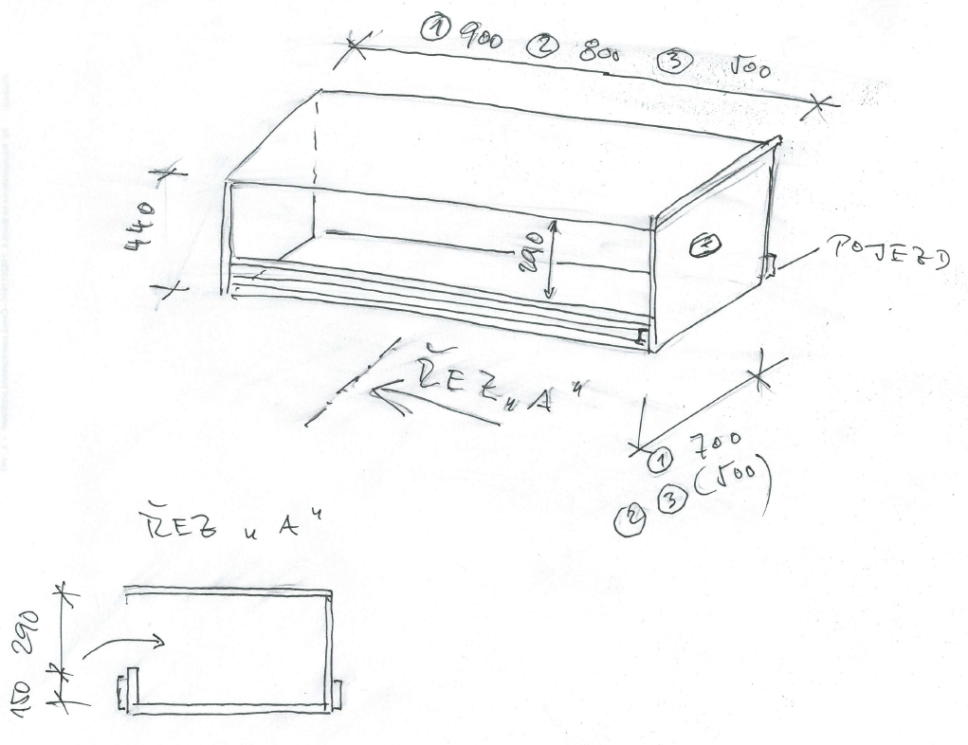 ① 900 ② 800 ③ 500
440
290
POJEZD
ŘEZ „A"
① 700
② ③ (500)
ŘEZ „A"
290
150